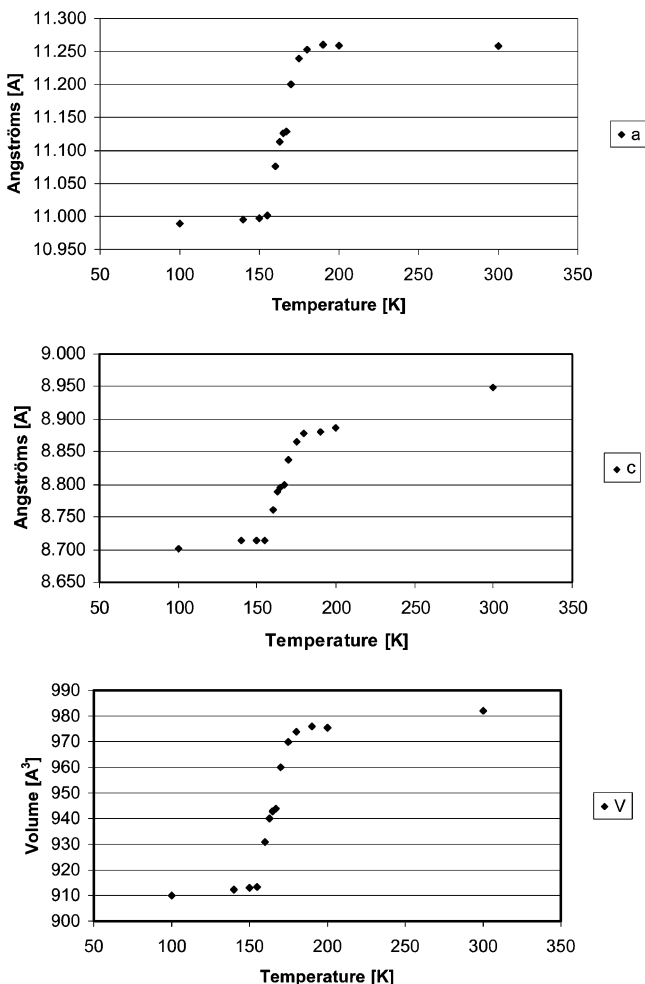 11.300
11.250
11.200
11.150
11.100
11.050
11.000
10.950
Angströms [A]
50 100 150 200 250 300 350
Temperature [K]
a
9.000
8.950
8.900
8.850
8.800
8.750
8.700
8.650
Angströms [A]
50 100 150 200 250 300 350
Temperature [K]
c
990
980
970
960
950
940
930
920
910
900
Volume [A³]
50 100 150 200 250 300 350
Temperature [K]
V